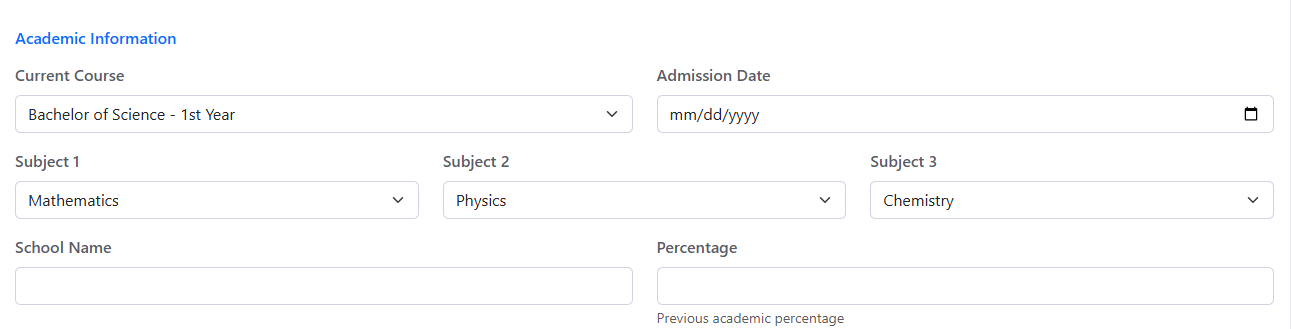 Academic Information
Current Course Admission Date
Bachelor of Science - 1st Year mm/dd/yyyy
Subject 1 Subject 2 Subject 3
Mathematics Physics Chemistry
School Name Percentage
Previous academic percentage